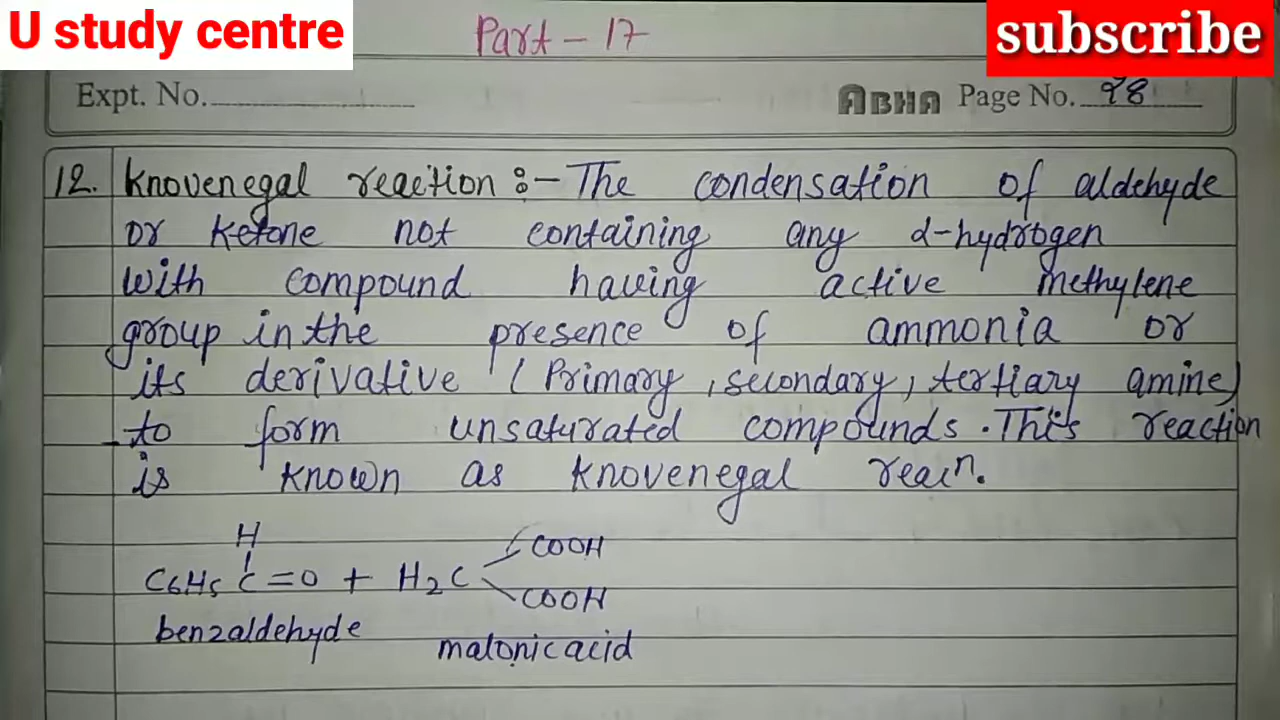 U study centre
Part - 17
subscribe
Expt. No.
ABHA Page No. 98
12. Knovenegal reaction :- The condensation of aldehyde
or Ketone not containing any α-hydrogen
with compound having active methylene
group in the presence of ammonia or
its derivative (Primary, secondary, tertiary amine)
to form unsaturated compounds. This reaction
is known as Knovenegal reacn.
H
C6H5 C = O + H2C
COOH
COOH
benzaldehyde
malonic acid